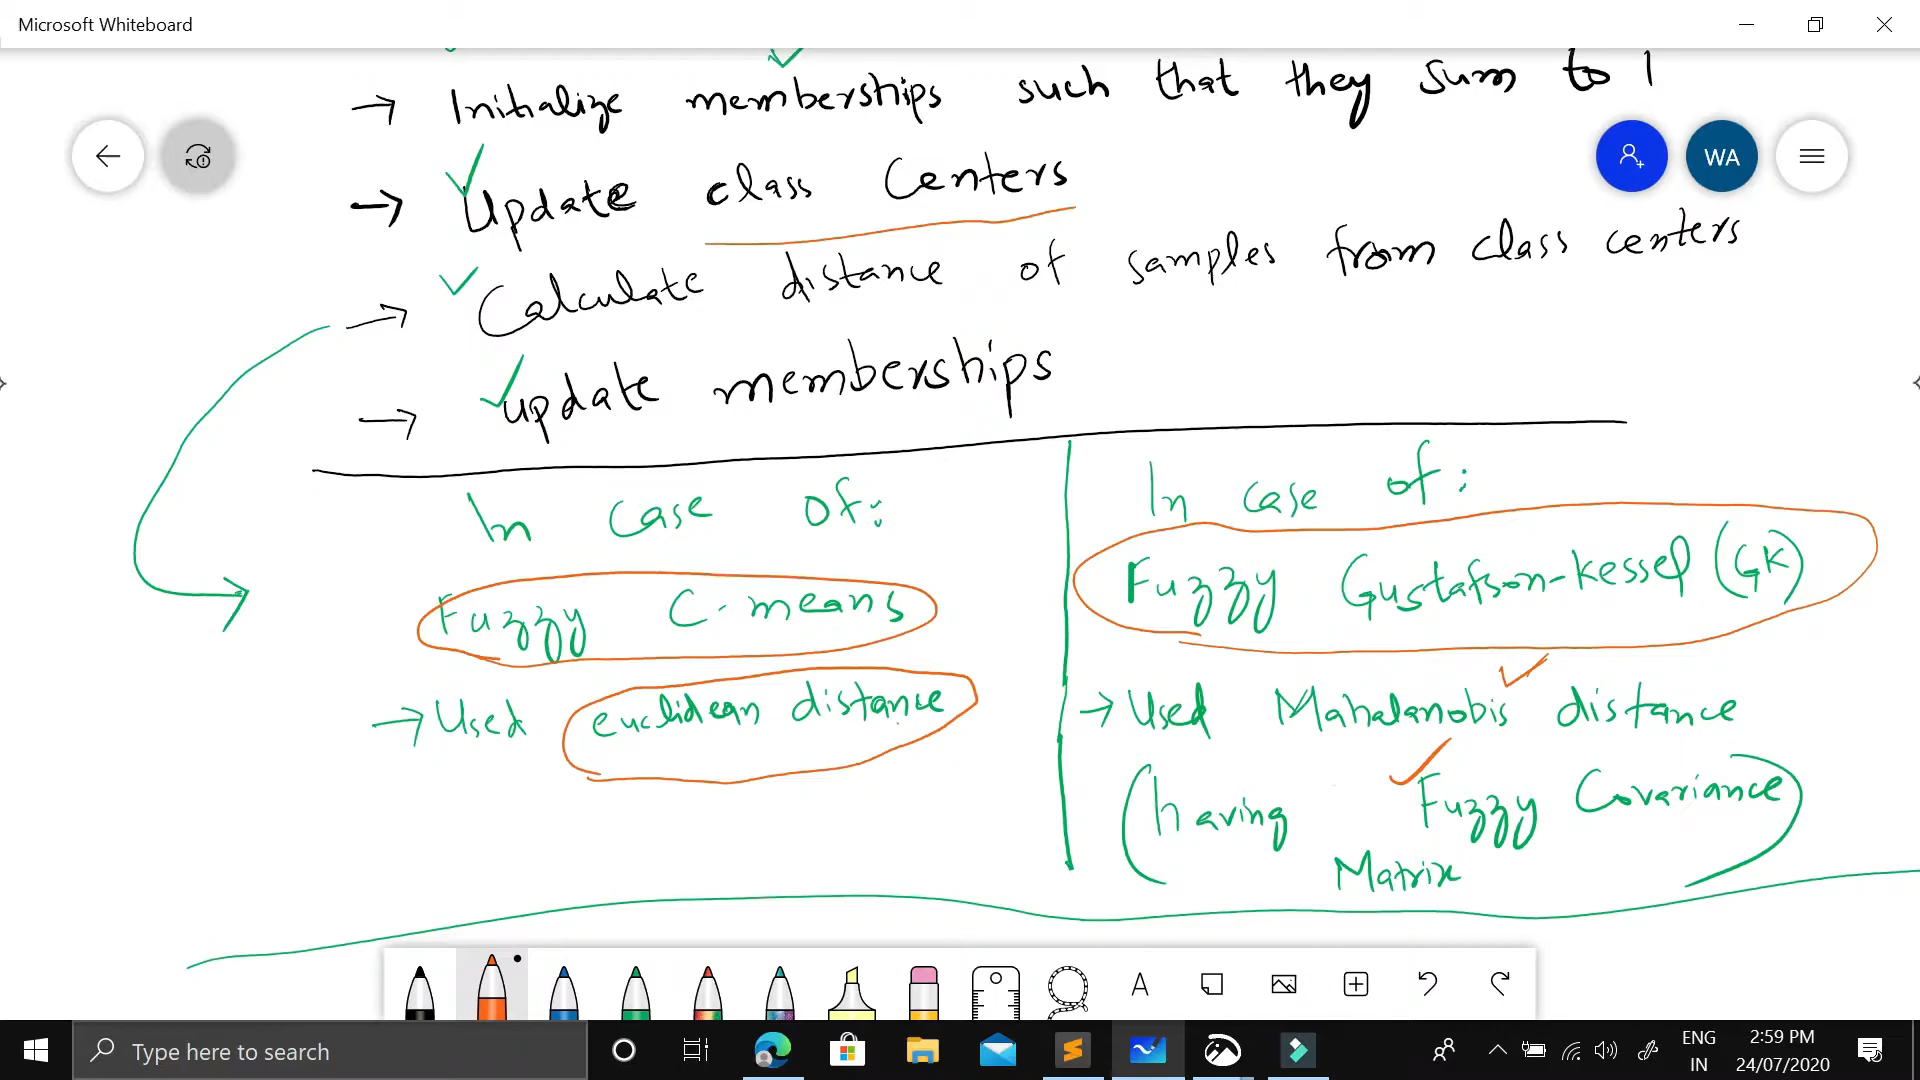 Microsoft Whiteboard
→ Initialize memberships such that they sum to 1
WA
→ Update class Centers
→ Calculate distance of samples from class centers
→ update memberships
In case of:
Fuzzy C-means
→ Used euclidean distance
In case of:
Fuzzy Gustafson-kessel (GK)
→ Used Mahalanobis distance
(having Fuzzy Covariance
Matrix)
A
Type here to search
ENG
IN
2:59 PM
24/07/2020